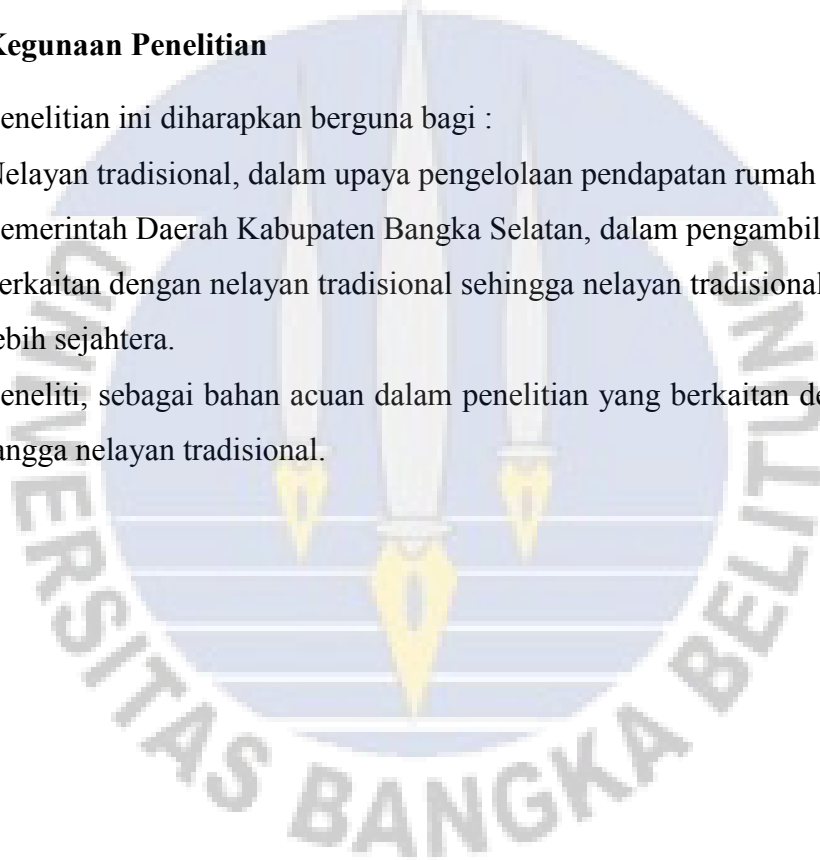 Kegunaan Penelitian
enelitian ini diharapkan berguna bagi :
Nelayan tradisional, dalam upaya pengelolaan pendapatan rumah
emerintah Daerah Kabupaten Bangka Selatan, dalam pengambil
erkaitan dengan nelayan tradisional sehingga nelayan tradisional
ebih sejahtera.
eneliti, sebagai bahan acuan dalam penelitian yang berkaitan de
angga nelayan tradisional.
UNIVERSITAS BANGKA BELITUNG